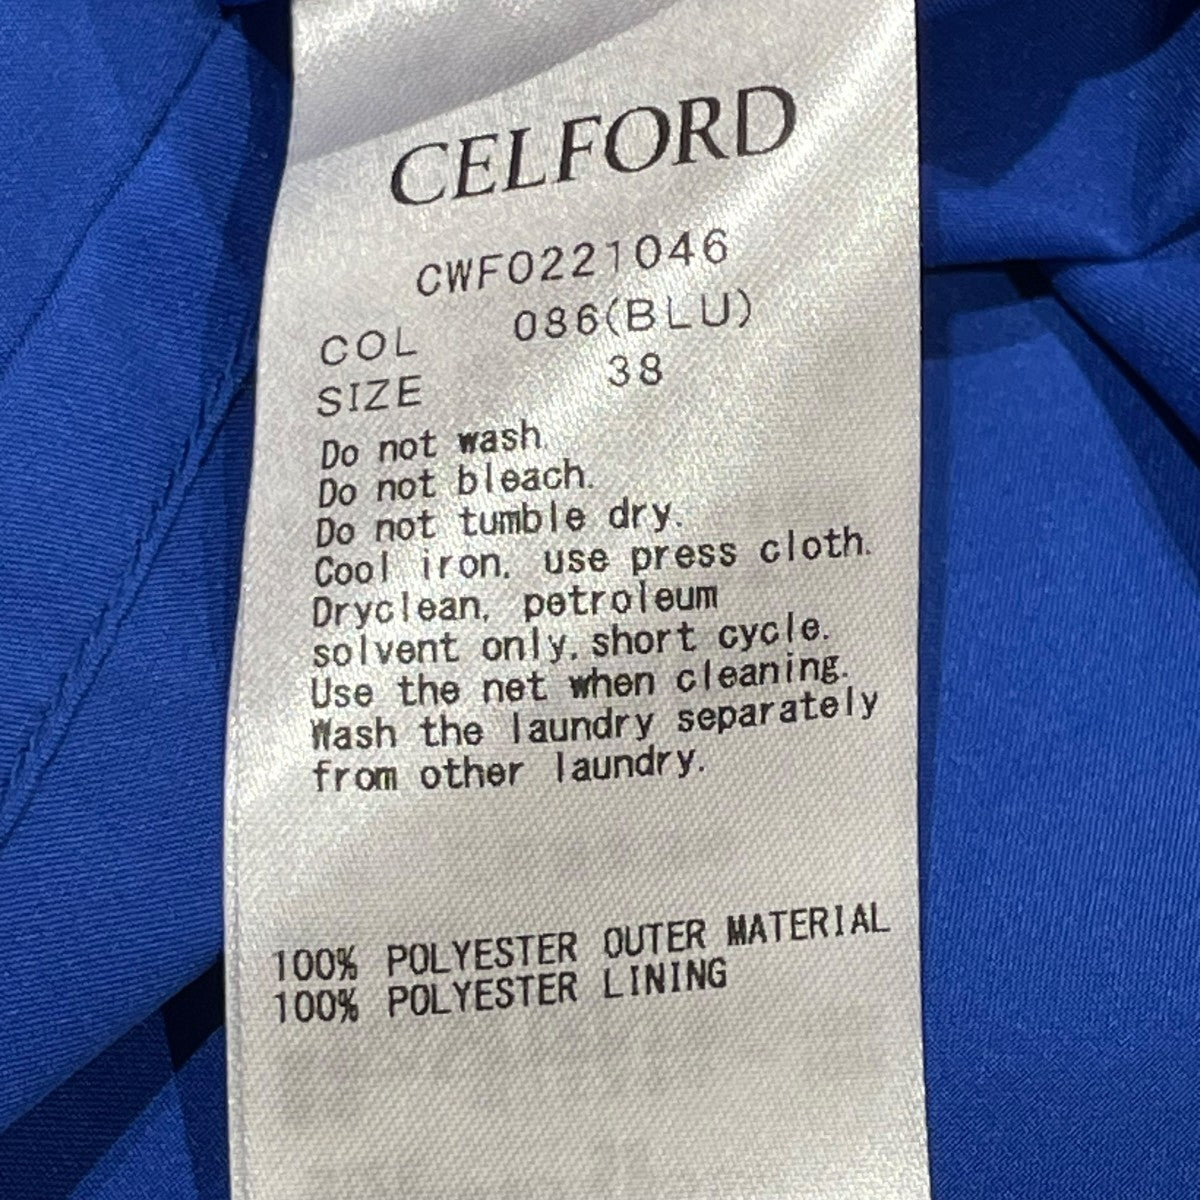 CELFORD
CWFO221046
COL 086(BLU)
SIZE 38
Do not wash.
Do not bleach.
Do not tumble dry.
Cool iron, use press cloth.
Dryclean, petroleum
solvent only, short cycle.
Use the net when cleaning.
Wash the laundry separately
from other laundry.
100% POLYESTER OUTER MATERIAL
100% POLYESTER LINING